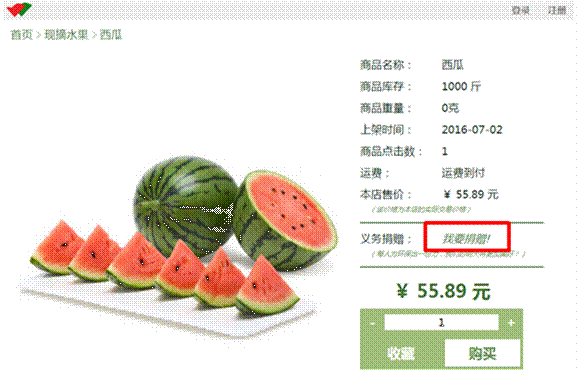 登录 注册
首页 > 现摘水果 > 西瓜
商品名称： 西瓜
商品库存： 1000 斤
商品重量： 0克
上架时间： 2016-07-02
商品点击数： 1
运费： 运费到付
本店售价： ￥ 55.89 元
义务捐赠： 我要捐赠!
￥ 55.89 元
- 1 +
收藏 购买